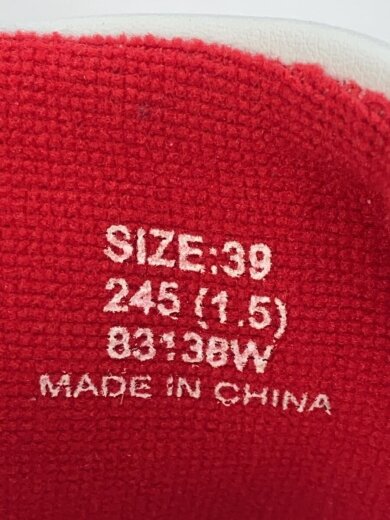 SIZE:39
245 (1.5)
83138W
MADE IN CHINA